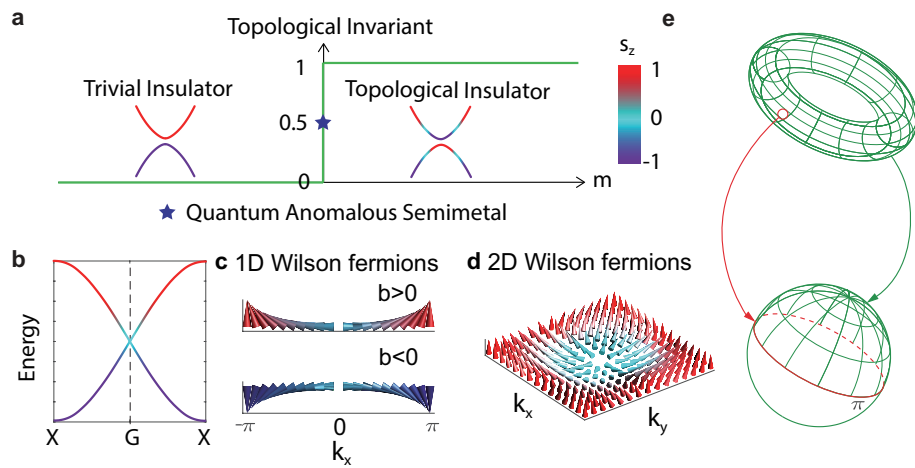 a
Topological Invariant
1
Trivial Insulator
Topological Insulator
0.5
0
m
Quantum Anomalous Semimetal
s_z
1
0
-1
b
Energy
X
G
X
c 1D Wilson fermions
b>0
b<0
-π
0
π
k_x
d 2D Wilson fermions
k_x
k_y
e
π